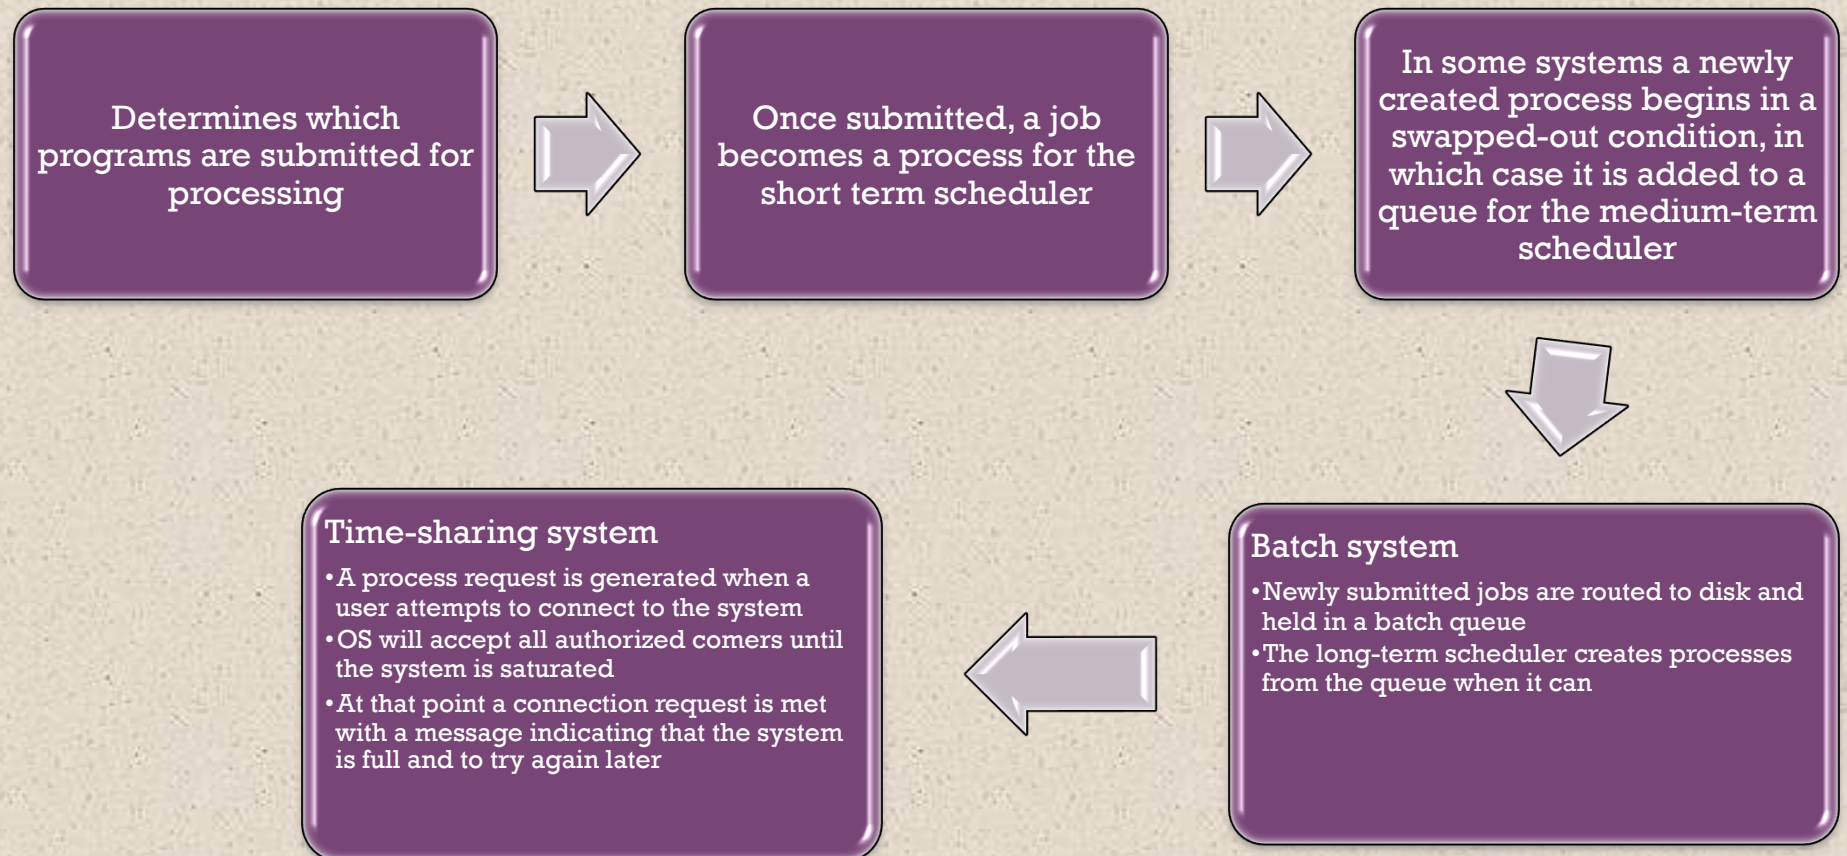 Determines which
programs are submitted for
processing
Once submitted, a job
becomes a process for the
short term scheduler
In some systems a newly
created process begins in a
swapped-out condition, in
which case it is added to a
queue for the medium-term
scheduler
Batch system
•Newly submitted jobs are routed to disk and
held in a batch queue
•The long-term scheduler creates processes
from the queue when it can
Time-sharing system
•A process request is generated when a
user attempts to connect to the system
•OS will accept all authorized comers until
the system is saturated
•At that point a connection request is met
with a message indicating that the system
is full and to try again later